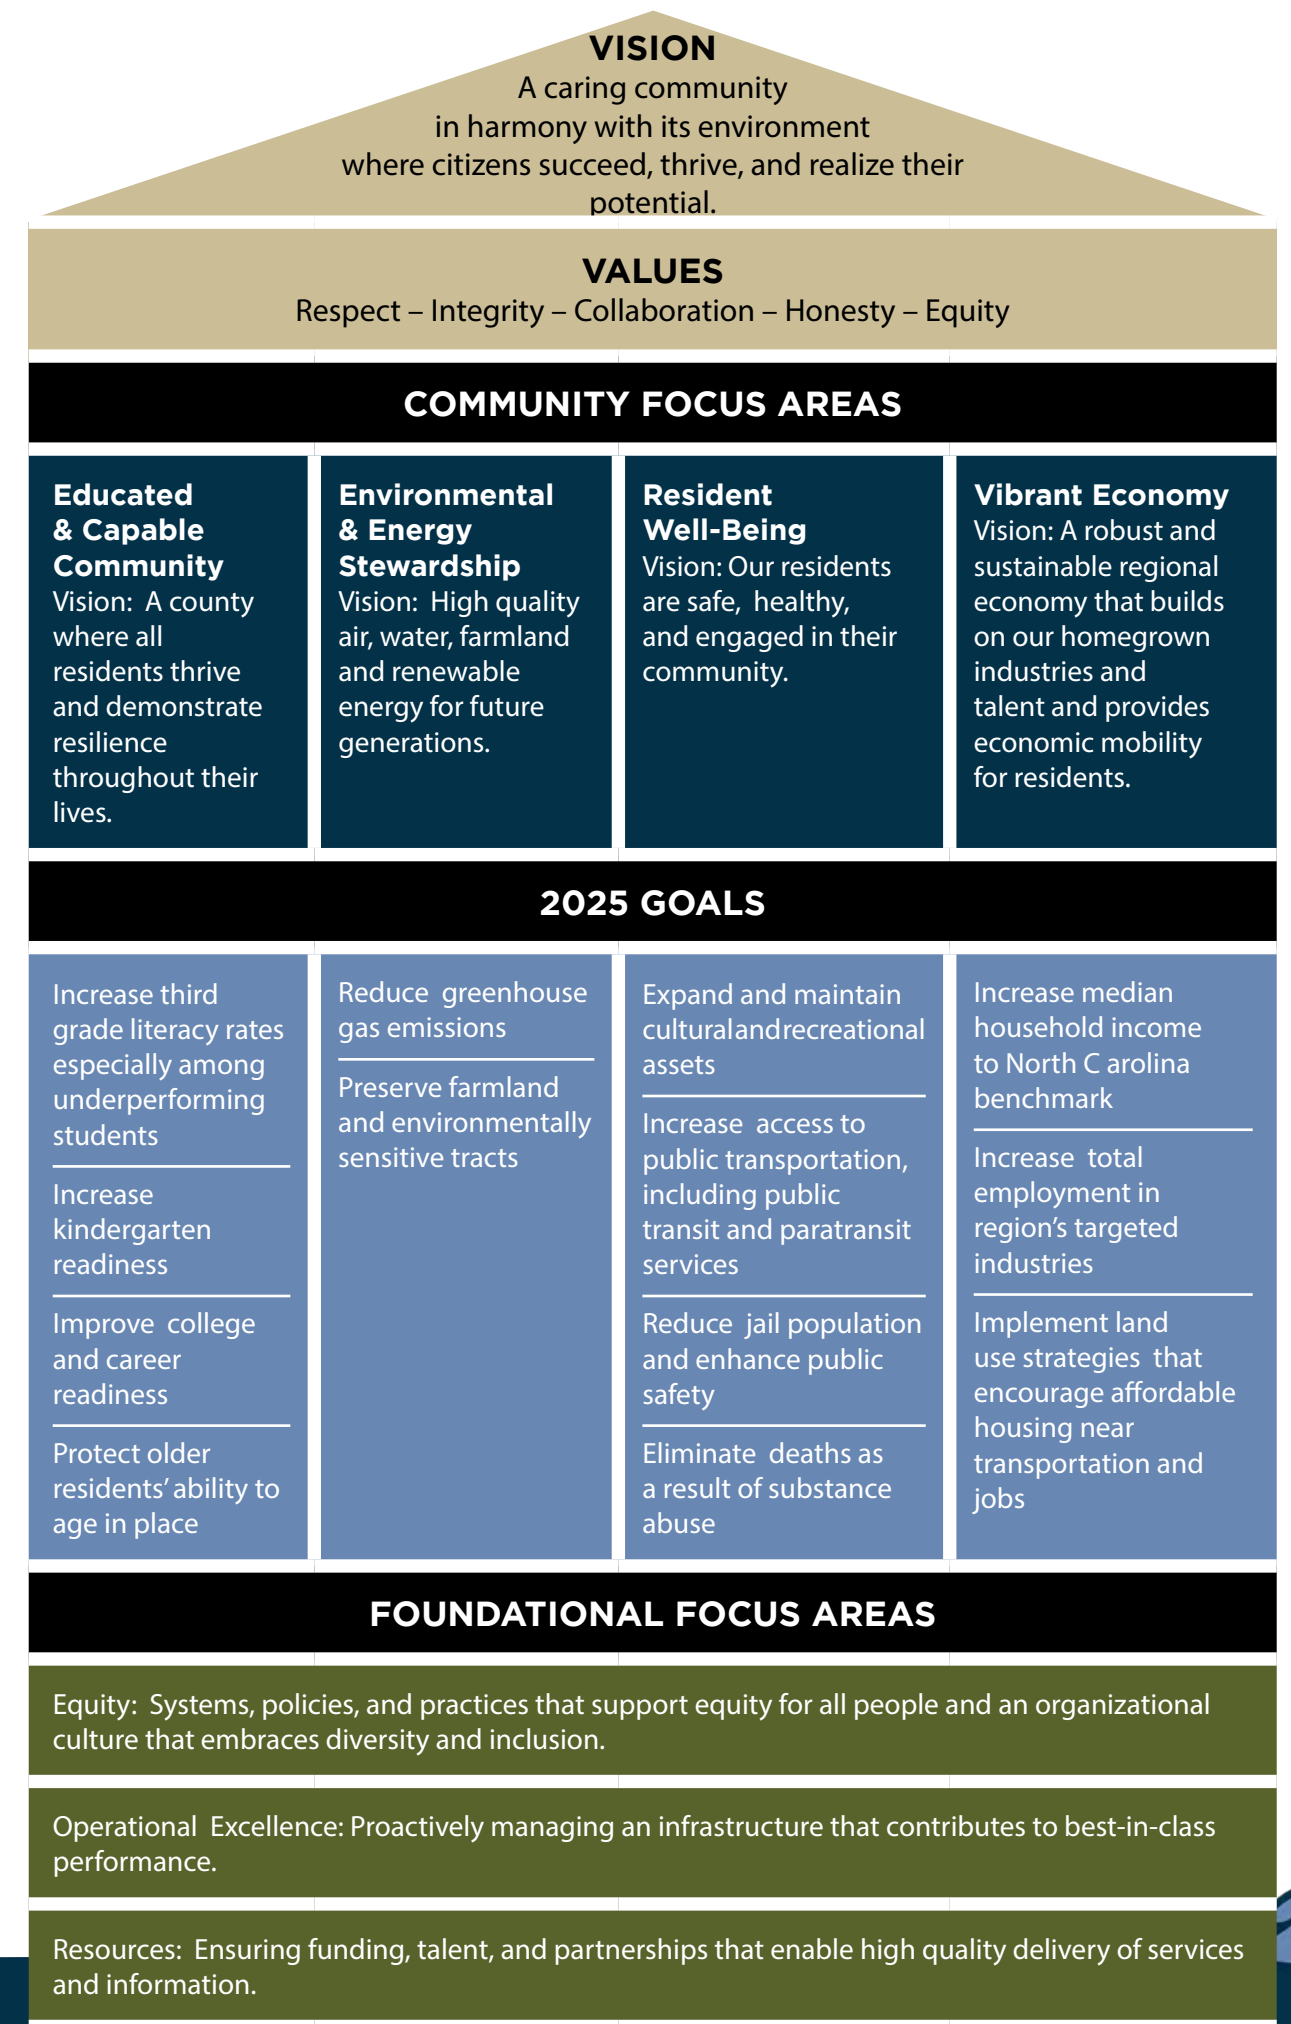 VISION
A caring community
in harmony with its environment
where citizens succeed, thrive, and realize their
potential.
VALUES
Respect – Integrity – Collaboration – Honesty – Equity
COMMUNITY FOCUS AREAS
Educated
& Capable
Community
Vision: A county
where all
residents thrive
and demonstrate
resilience
throughout their
lives.
Environmental
& Energy
Stewardship
Vision: High quality
air, water, farmland
and renewable
energy for future
generations.
Resident
Well-Being
Vision: Our residents
are safe, healthy,
and engaged in their
community.
Vibrant Economy
Vision: A robust and
sustainable regional
economy that builds
on our homegrown
industries and
talent and provides
economic mobility
for residents.
2025 GOALS
Increase third
grade literacy rates
especially among
underperforming
students
Increase
kindergarten
readiness
Improve college
and career
readiness
Protect older
residents' ability to
age in place
Reduce greenhouse
gas emissions
Preserve farmland
and environmentally
sensitive tracts
Expand and maintain
cultural and recreational
assets
Increase access to
public transportation,
including public
transit and paratransit
services
Reduce jail population
and enhance public
safety
Eliminate deaths as
a result of substance
abuse
Increase median
household income
to North C arolina
benchmark
Increase total
employment in
region's targeted
industries
Implement land
use strategies that
encourage affordable
housing near
transportation and
jobs
FOUNDATIONAL FOCUS AREAS
Equity: Systems, policies, and practices that support equity for all people and an organizational
culture that embraces diversity and inclusion.
Operational Excellence: Proactively managing an infrastructure that contributes to best-in-class
performance.
Resources: Ensuring funding, talent, and partnerships that enable high quality delivery of services
and information.